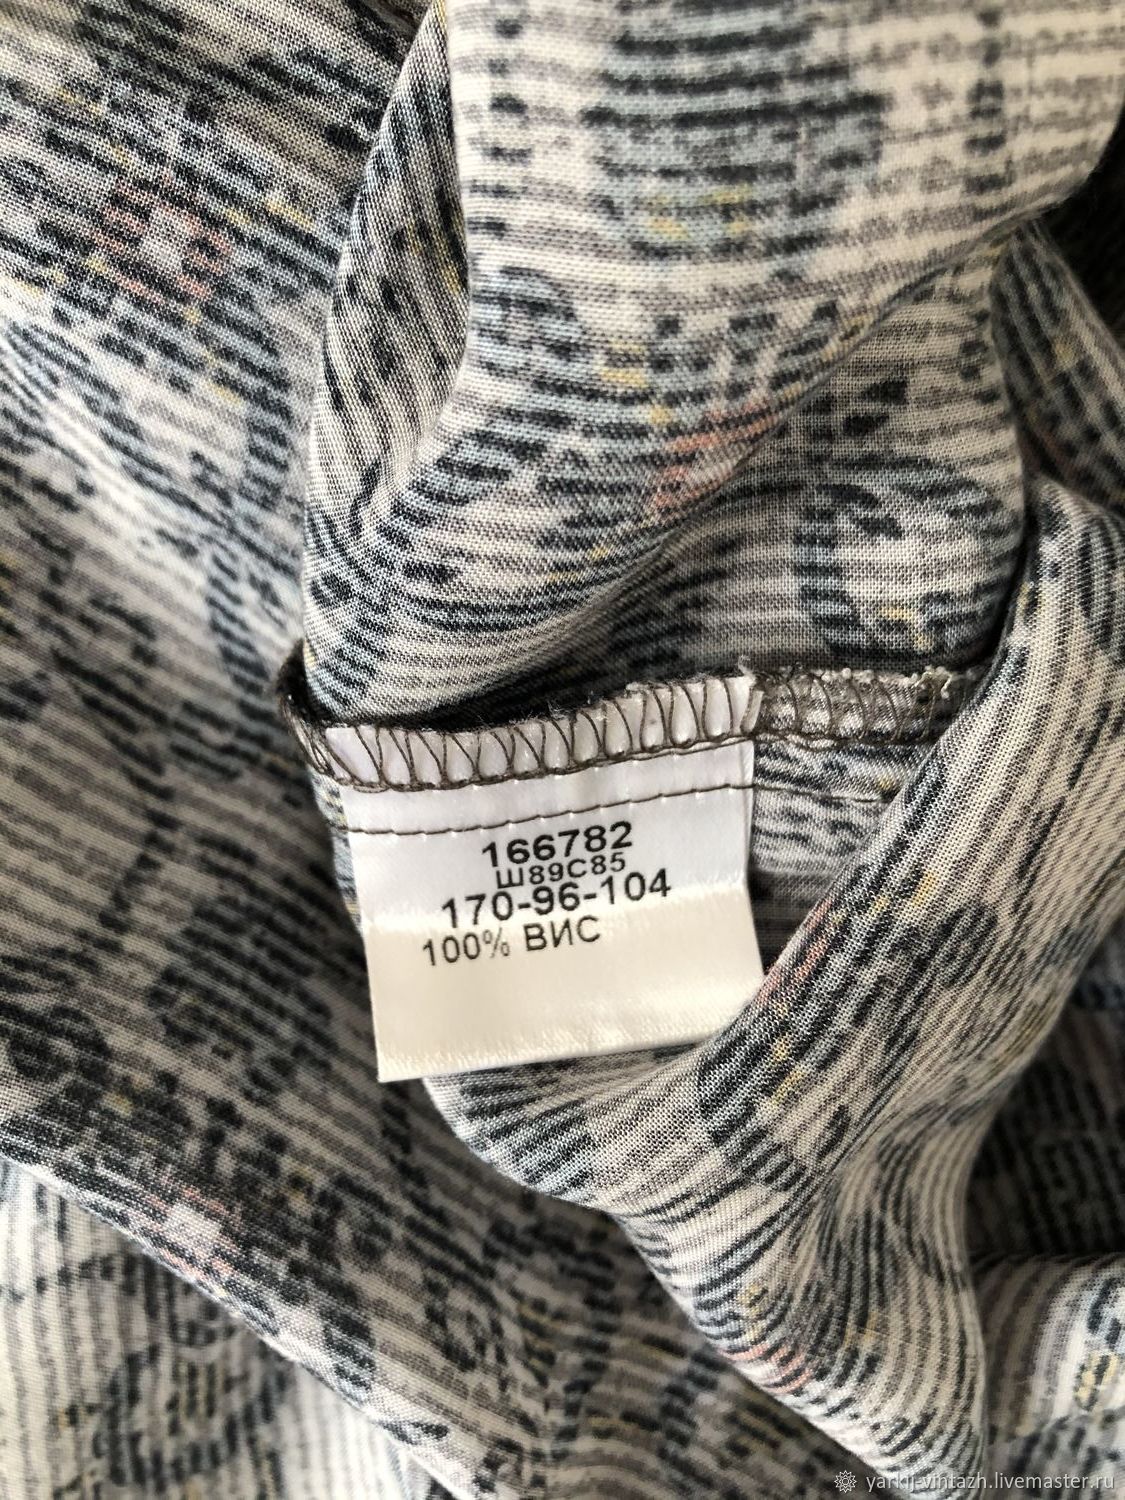 166782
Ш89С85
170-96-104
100% ВИС
yarkij-vintazh.livemaster.ru